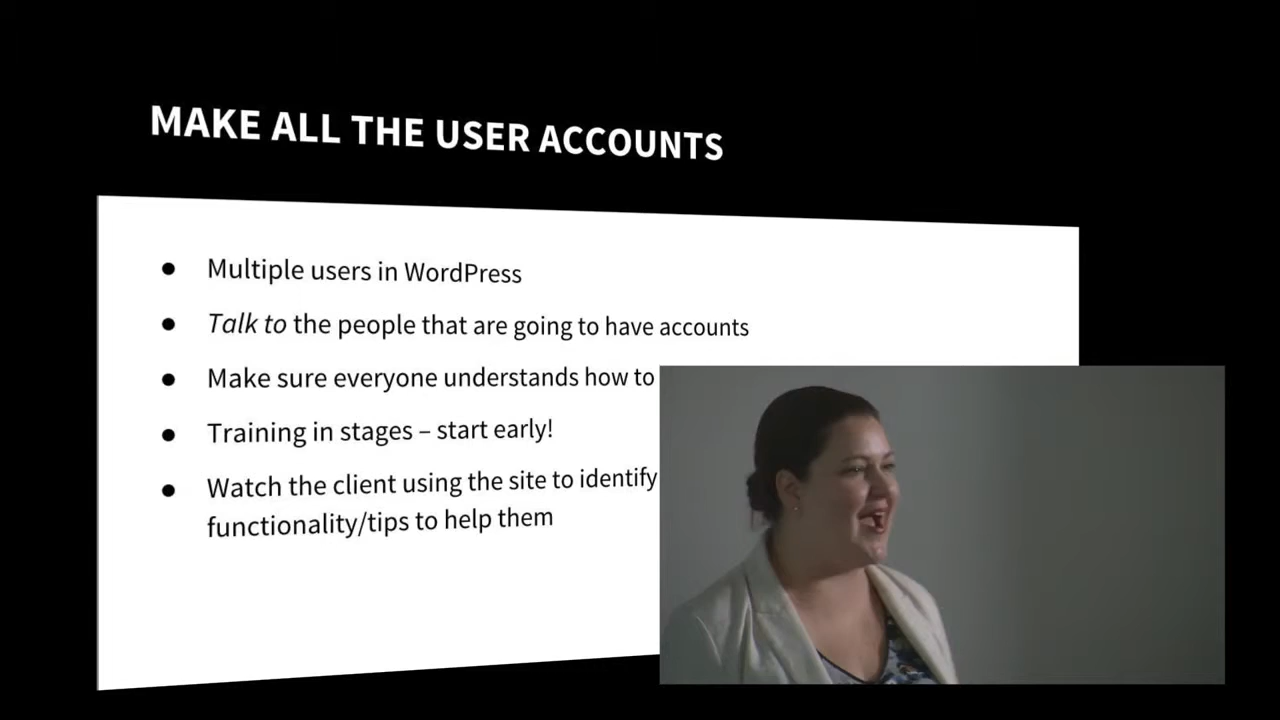 MAKE ALL THE USER ACCOUNTS
● Multiple users in WordPress
● Talk to the people that are going to have accounts
● Make sure everyone understands how to
● Training in stages – start early!
● Watch the client using the site to identify
functionality/tips to help them